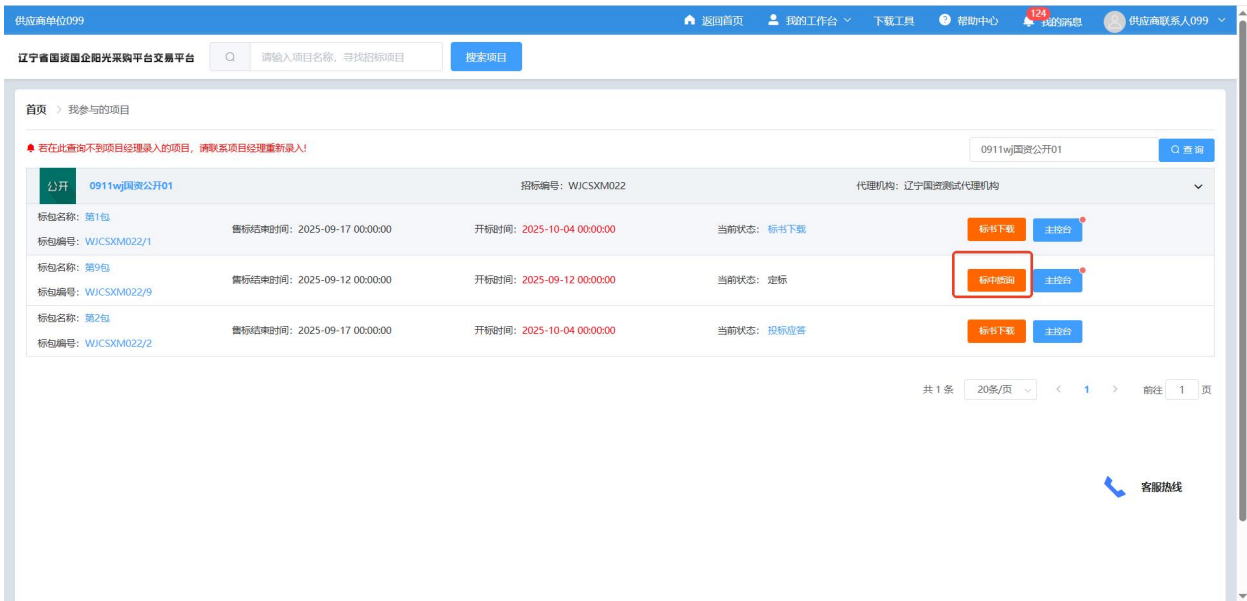 供应商单位099 返回首页 我的工作台 下载工具 帮助中心 124 我的消息 供应商联系人099
辽宁省国资国企阳光采购平台交易平台 请输入项目名称，寻找招标项目 搜索项目
首页 > 我参与的项目
若在此查询不到项目经理录入的项目，请联系项目经理重新录入! 0911wj国资公开01 查询
公开 0911wj国资公开01 招标编号：WJCSXM022 代理机构：辽宁国资测试代理机构
标包名称：第1包
售标结束时间：2025-09-17 00:00:00 开标时间：2025-10-04 00:00:00 当前状态：标书下载 标书下载 主控台
标包编号：WJCSXM022/1
标包名称：第9包
售标结束时间：2025-09-12 00:00:00 开标时间：2025-09-12 00:00:00 当前状态：定标 标中质询 主控台
标包编号：WJCSXM022/9
标包名称：第2包
售标结束时间：2025-09-17 00:00:00 开标时间：2025-10-04 00:00:00 当前状态：投标应答 标书下载 主控台
标包编号：WJCSXM022/2
共 1 条 20条/页 < 1 > 前往 1 页
客服热线